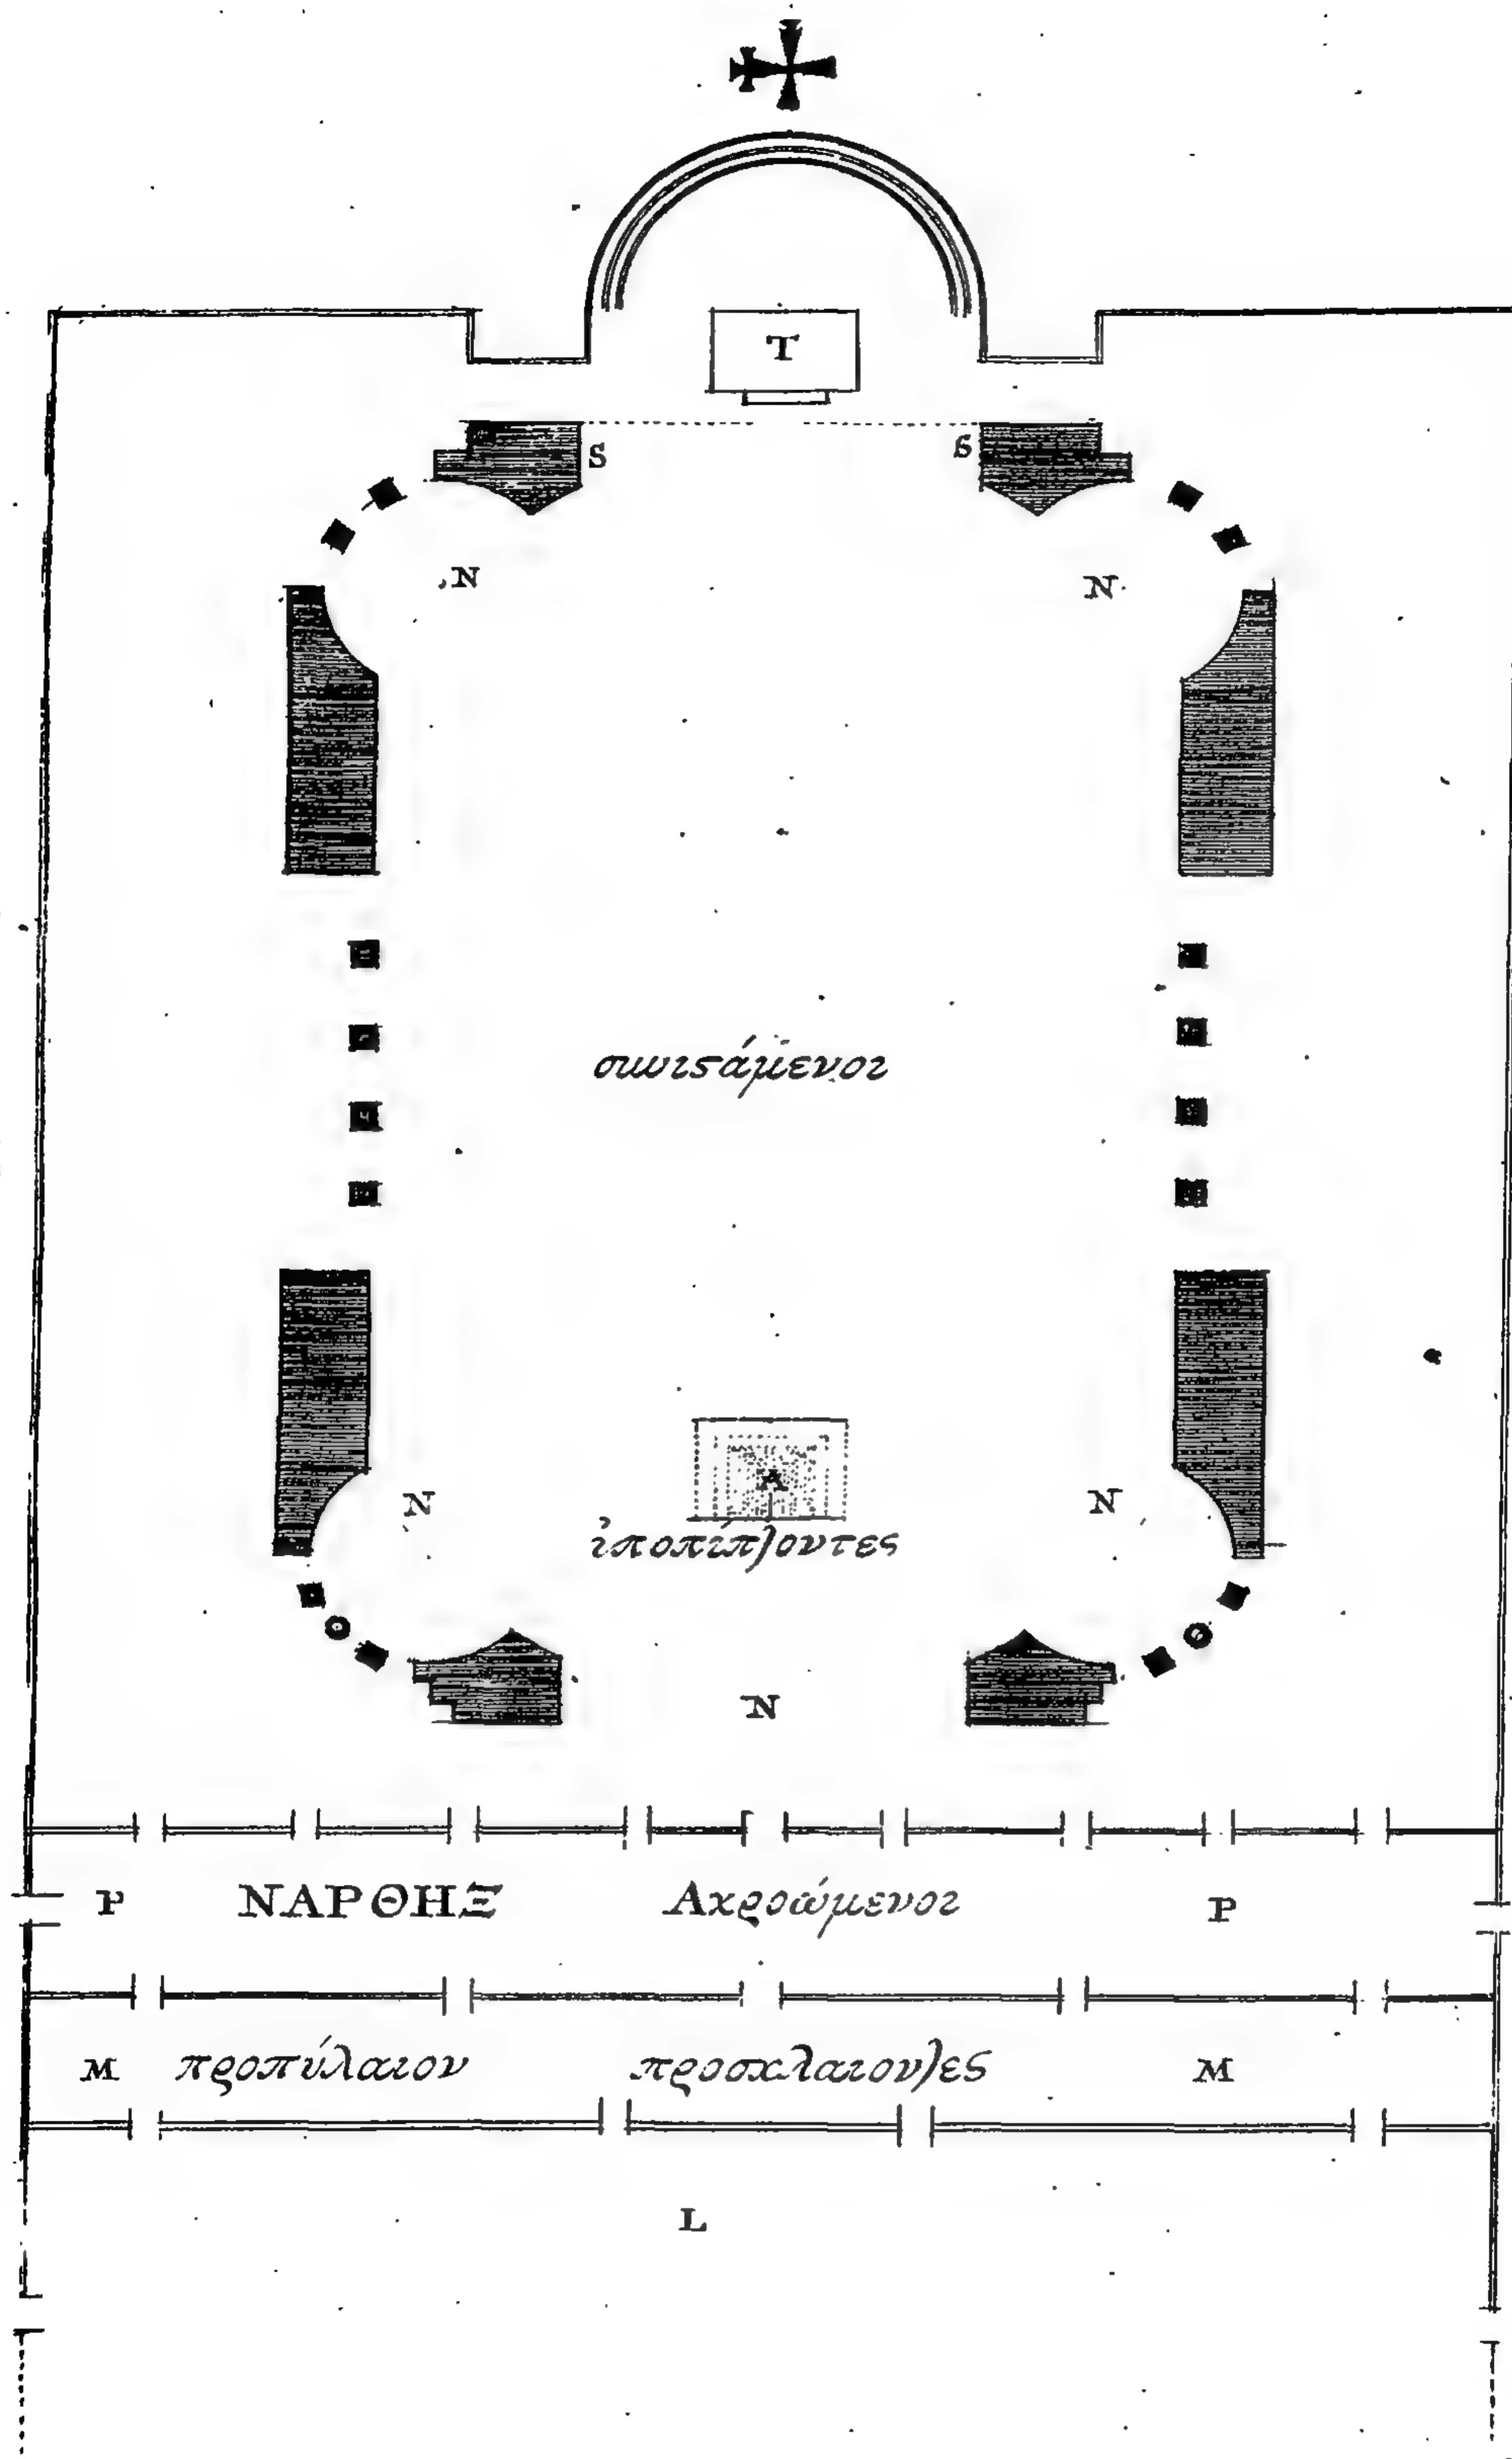 T
S S
N N
συνιστάμενοι
A
N N
ὑποπίπτοντες
N
P ΝΑΡΘΗΞ Ακροώμενοι P
M προπύλαιον προσκλαίοντες M
L